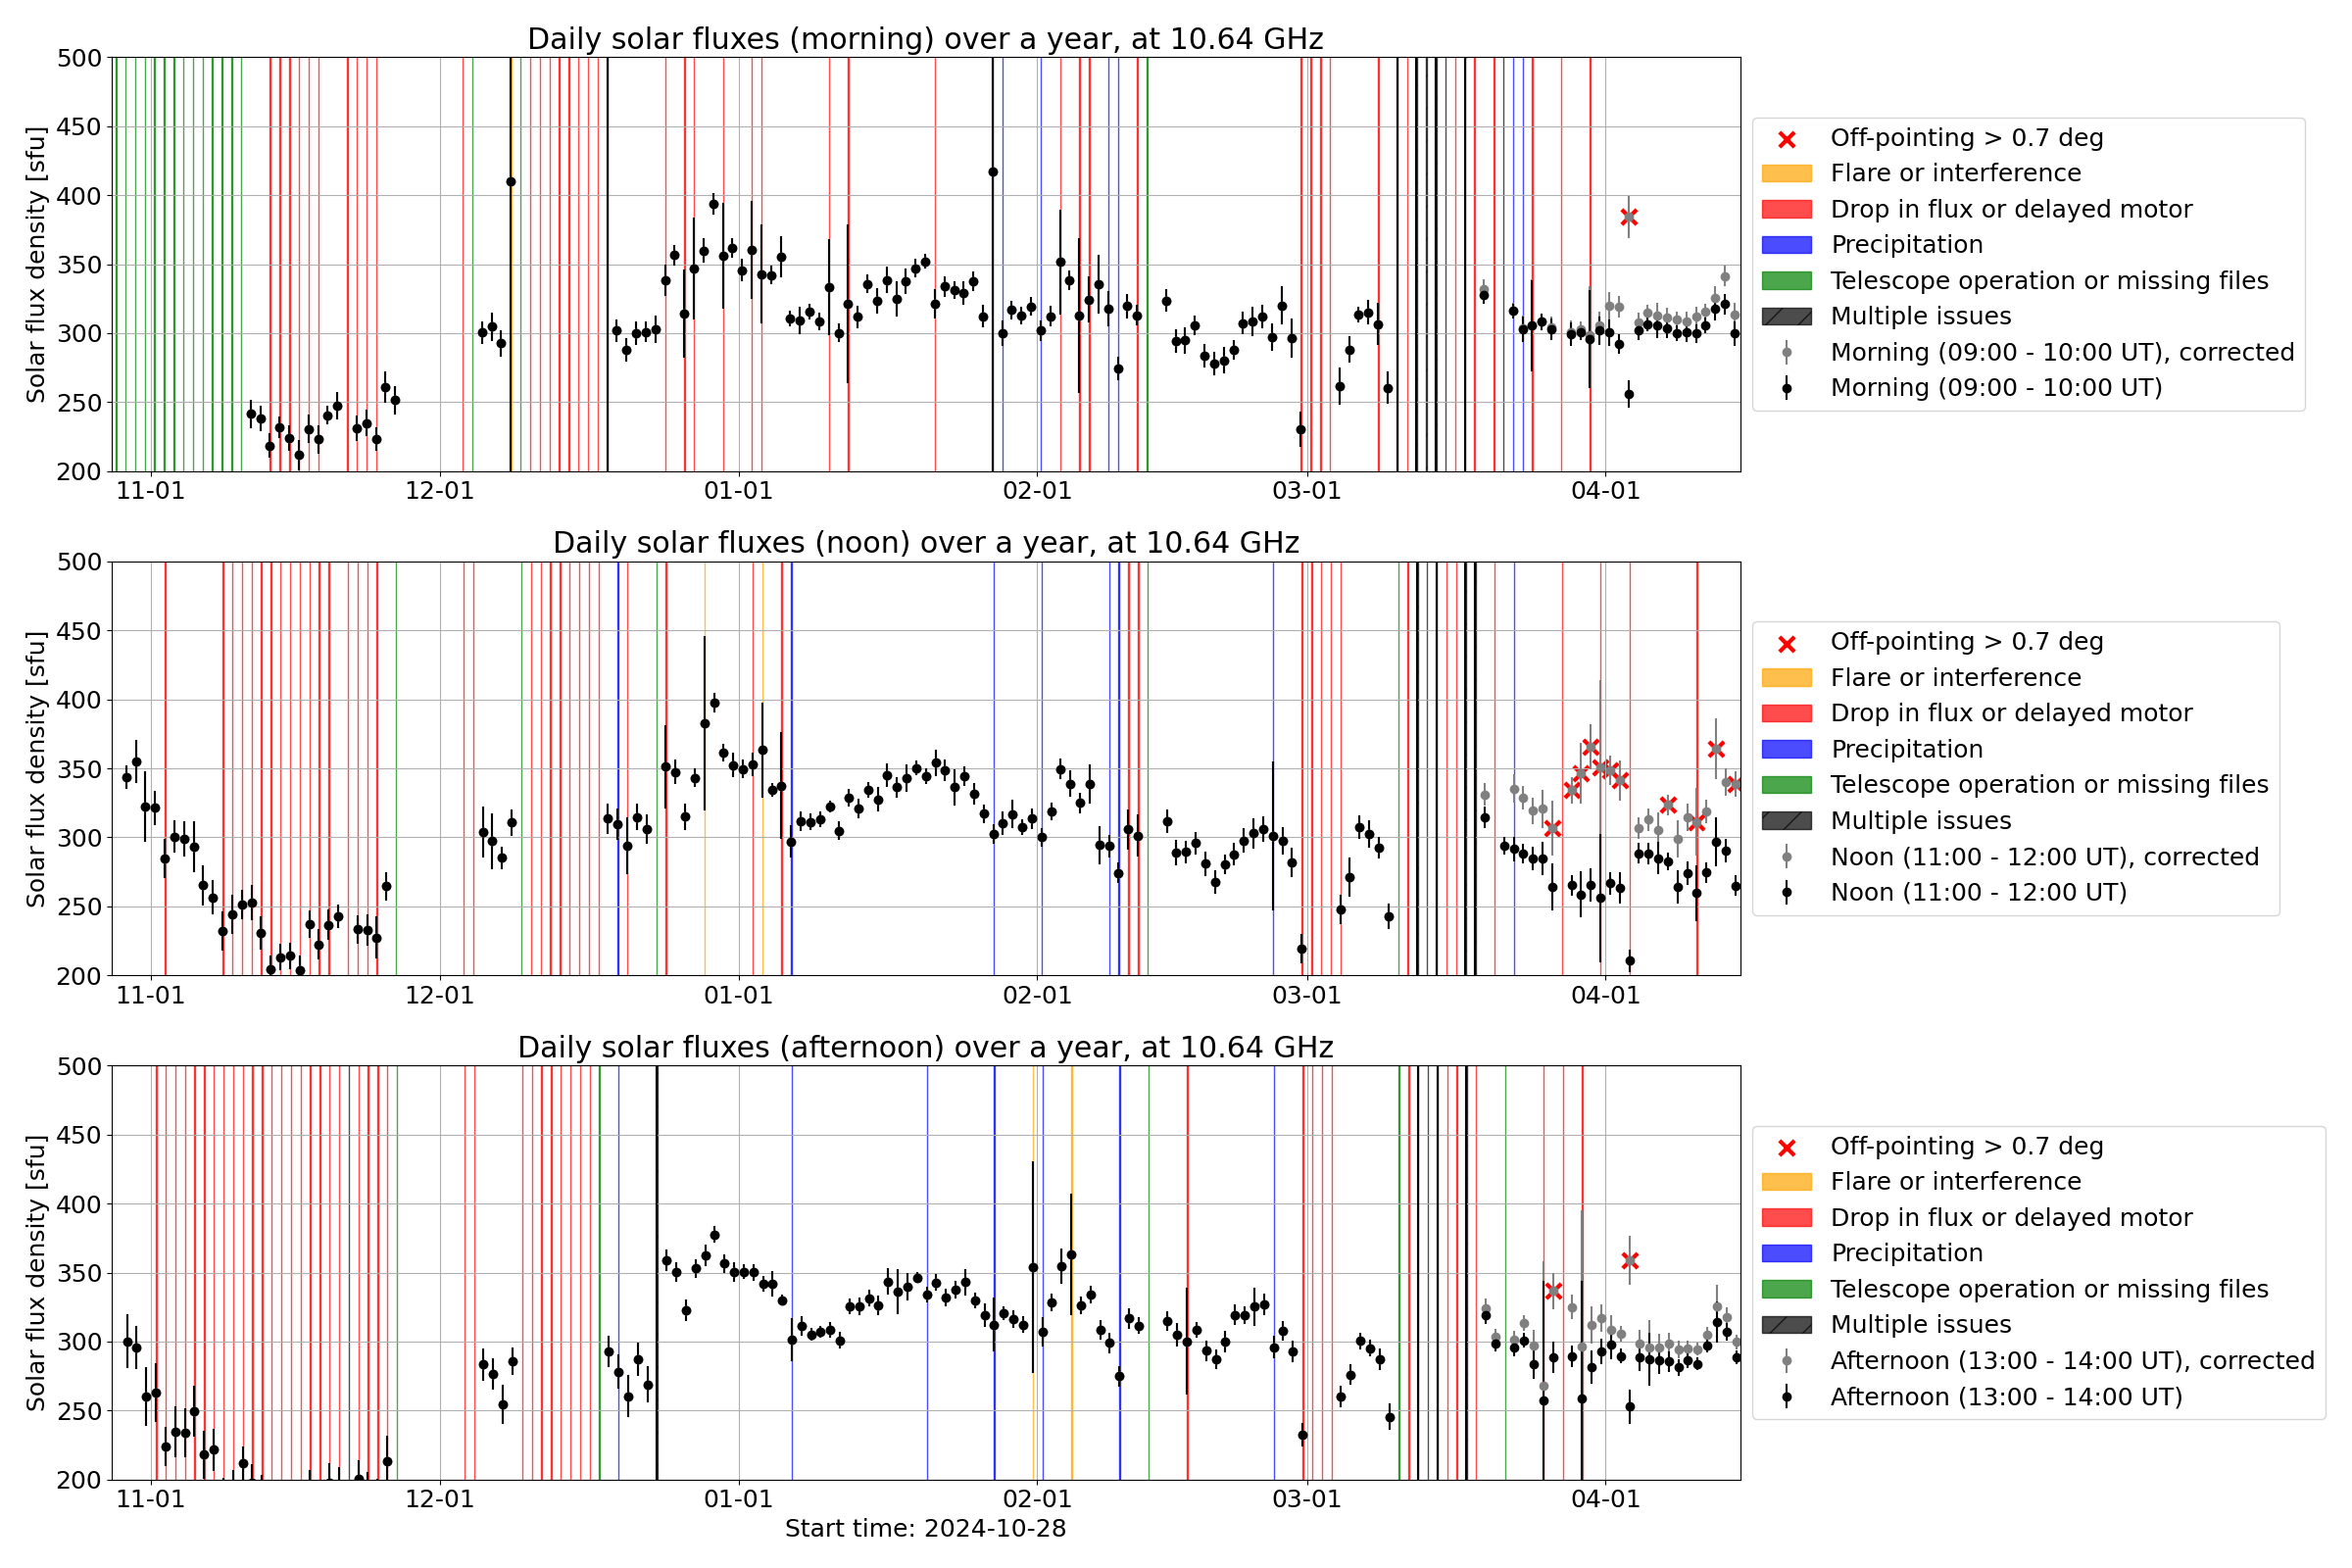 Daily solar fluxes (morning) over a year, at 10.64 GHz
Solar flux density [sfu]
500
450
400
350
300
250
200
11-01 12-01 01-01 02-01 03-01 04-01
Off-pointing > 0.7 deg
Flare or interference
Drop in flux or delayed motor
Precipitation
Telescope operation or missing files
Multiple issues
Morning (09:00 - 10:00 UT), corrected
Morning (09:00 - 10:00 UT)
Daily solar fluxes (noon) over a year, at 10.64 GHz
Solar flux density [sfu]
500
450
400
350
300
250
200
11-01 12-01 01-01 02-01 03-01 04-01
Off-pointing > 0.7 deg
Flare or interference
Drop in flux or delayed motor
Precipitation
Telescope operation or missing files
Multiple issues
Noon (11:00 - 12:00 UT), corrected
Noon (11:00 - 12:00 UT)
Daily solar fluxes (afternoon) over a year, at 10.64 GHz
Solar flux density [sfu]
500
450
400
350
300
250
200
11-01 12-01 01-01 02-01 03-01 04-01
Off-pointing > 0.7 deg
Flare or interference
Drop in flux or delayed motor
Precipitation
Telescope operation or missing files
Multiple issues
Afternoon (13:00 - 14:00 UT), corrected
Afternoon (13:00 - 14:00 UT)
Start time: 2024-10-28